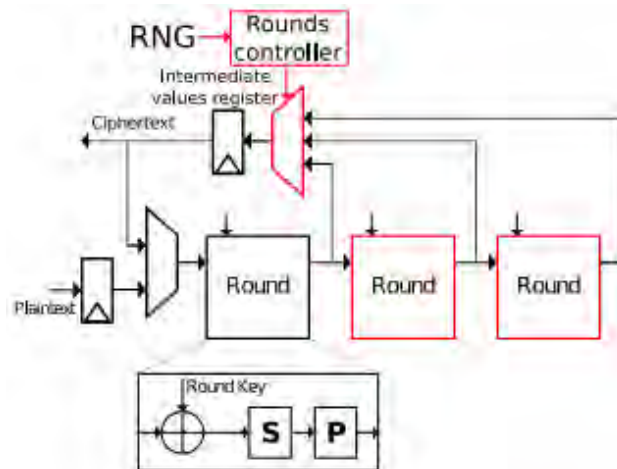 RNG
Rounds
controller
Intermediate
values register
Ciphertext
Round
Round
Round
Plaintext
Round Key
S
P